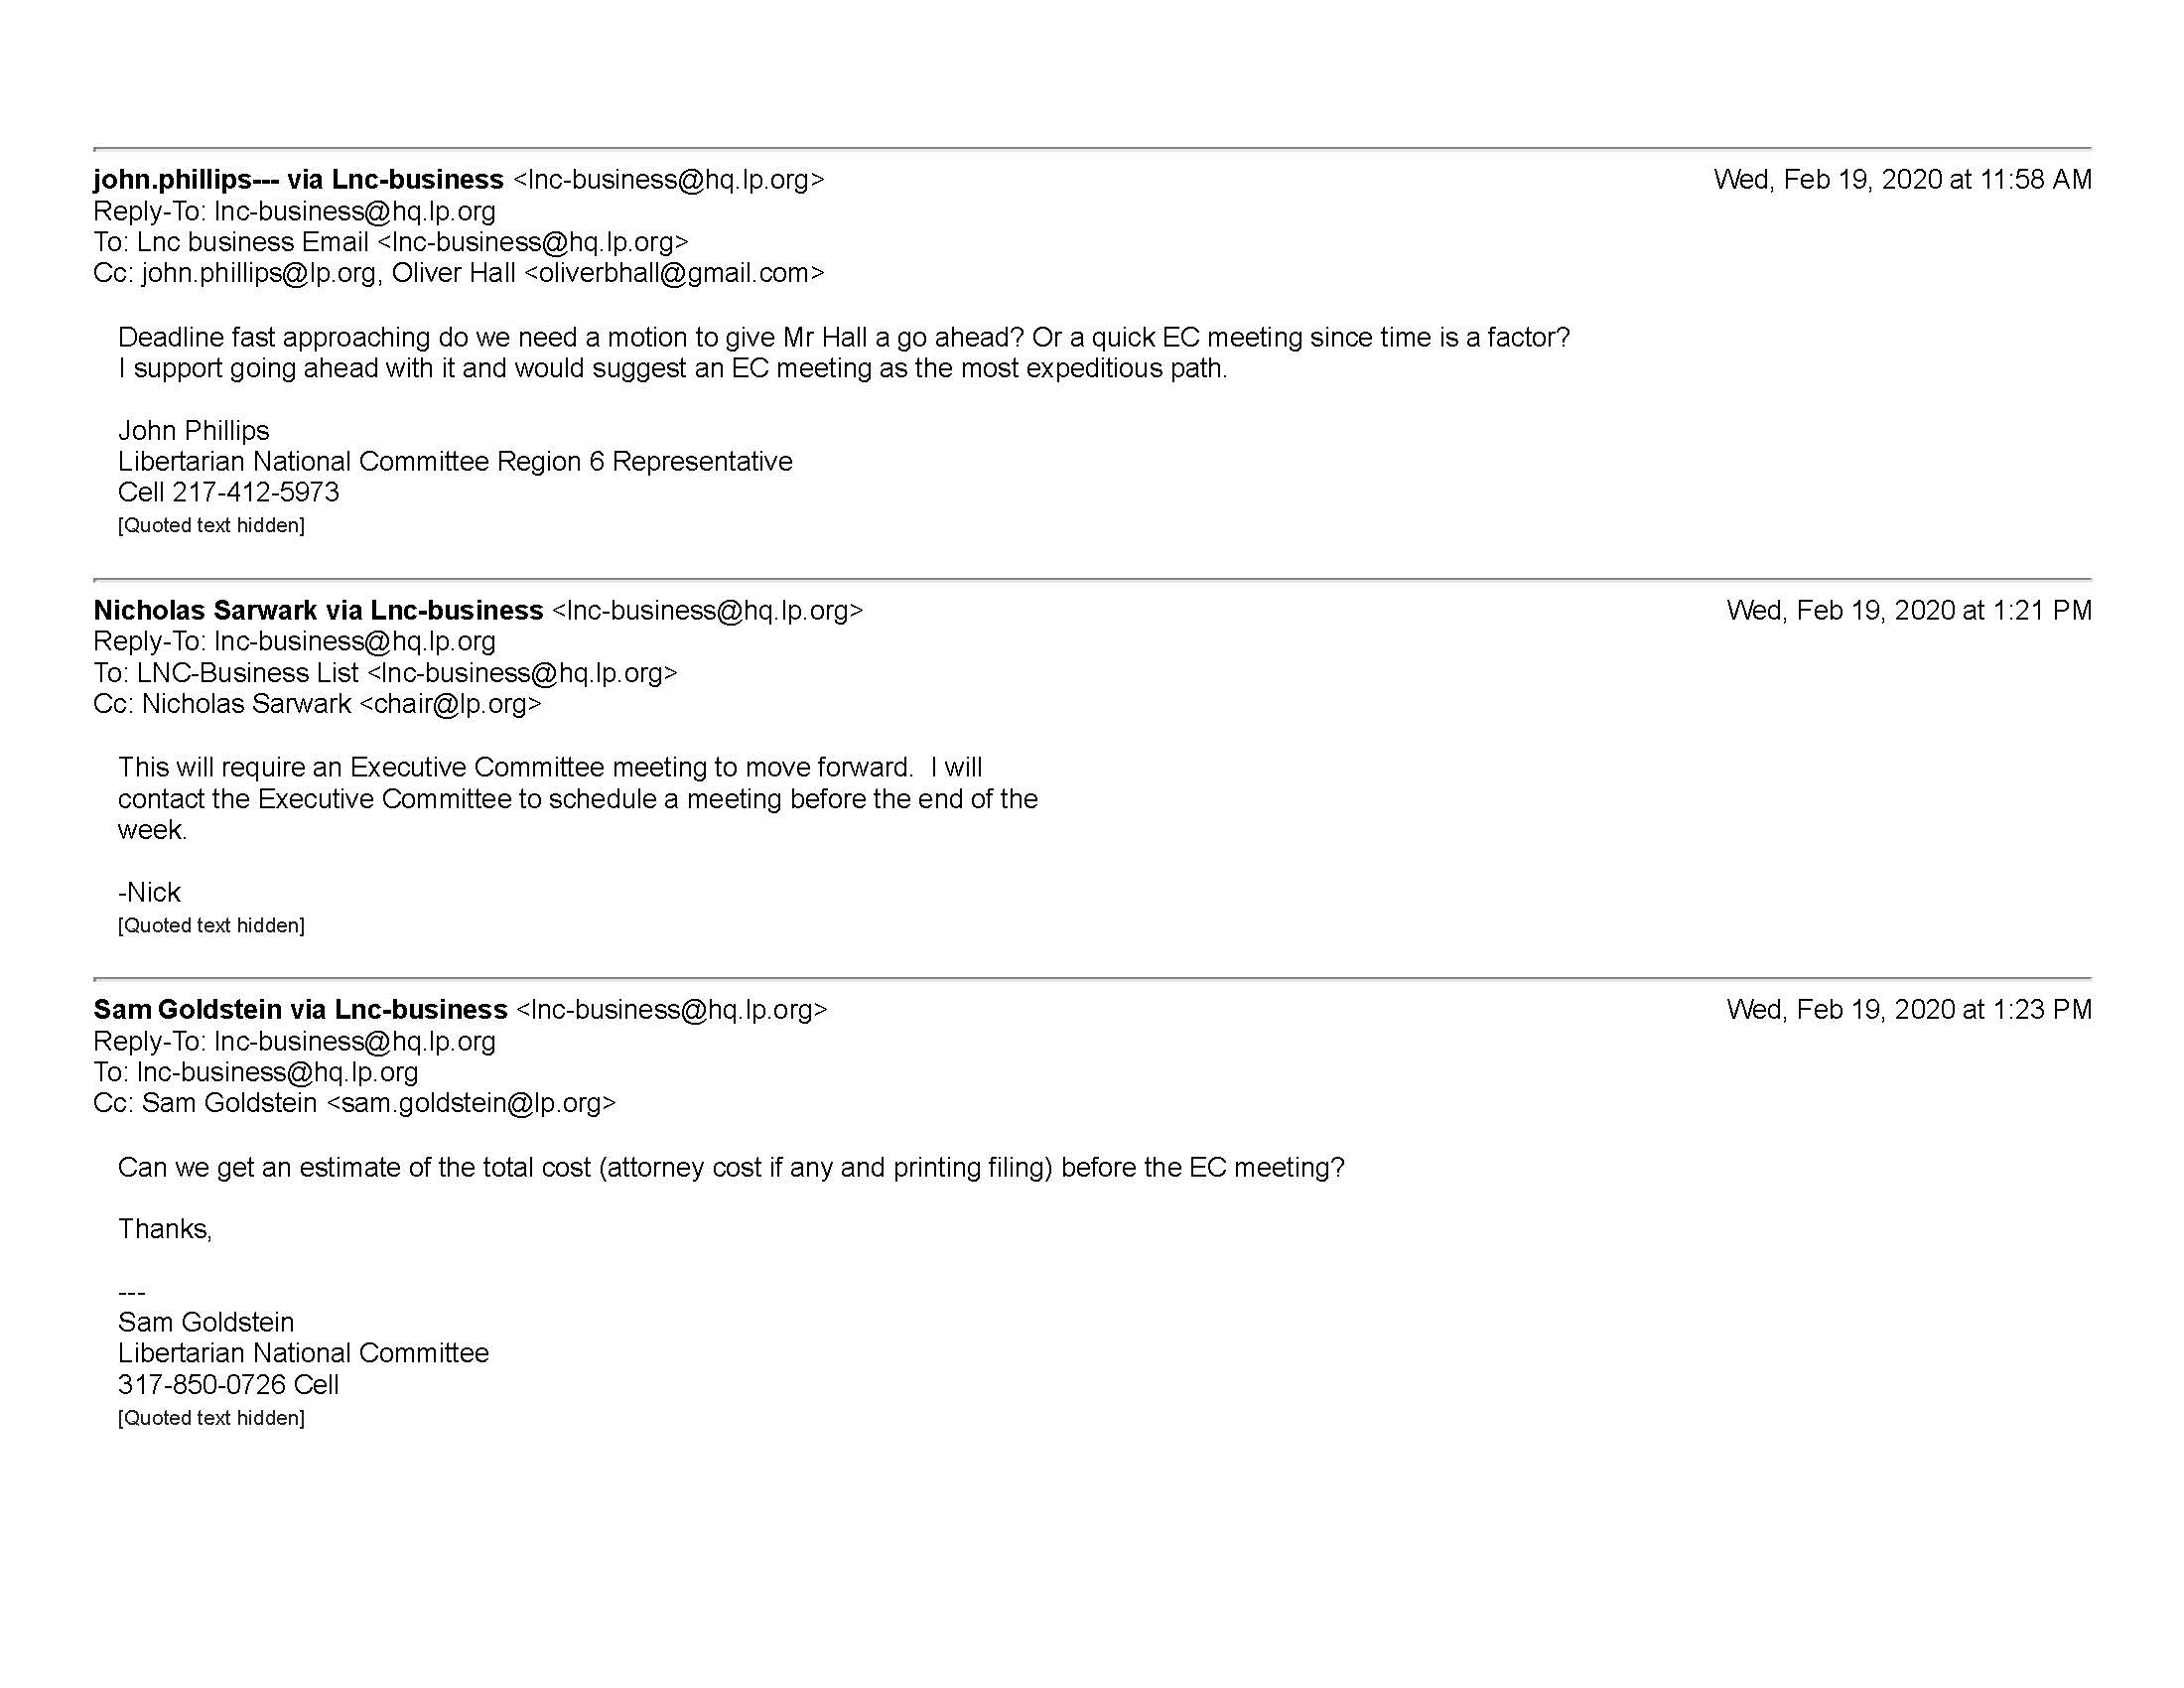 john.phillips--- via Lnc-business <lnc-business@hq.lp.org> Wed, Feb 19, 2020 at 11:58 AM
Reply-To: lnc-business@hq.lp.org
To: Lnc business Email <lnc-business@hq.lp.org>
Cc: john.phillips@lp.org, Oliver Hall <oliverbhall@gmail.com>
Deadline fast approaching do we need a motion to give Mr Hall a go ahead? Or a quick EC meeting since time is a factor?
I support going ahead with it and would suggest an EC meeting as the most expeditious path.
John Phillips
Libertarian National Committee Region 6 Representative
Cell 217-412-5973
[Quoted text hidden]
Nicholas Sarwark via Lnc-business <lnc-business@hq.lp.org> Wed, Feb 19, 2020 at 1:21 PM
Reply-To: lnc-business@hq.lp.org
To: LNC-Business List <lnc-business@hq.lp.org>
Cc: Nicholas Sarwark <chair@lp.org>
This will require an Executive Committee meeting to move forward.  I will
contact the Executive Committee to schedule a meeting before the end of the
week.
-Nick
[Quoted text hidden]
Sam Goldstein via Lnc-business <lnc-business@hq.lp.org> Wed, Feb 19, 2020 at 1:23 PM
Reply-To: lnc-business@hq.lp.org
To: lnc-business@hq.lp.org
Cc: Sam Goldstein <sam.goldstein@lp.org>
Can we get an estimate of the total cost (attorney cost if any and printing filing) before the EC meeting?
Thanks,
---
Sam Goldstein
Libertarian National Committee
317-850-0726 Cell
[Quoted text hidden]